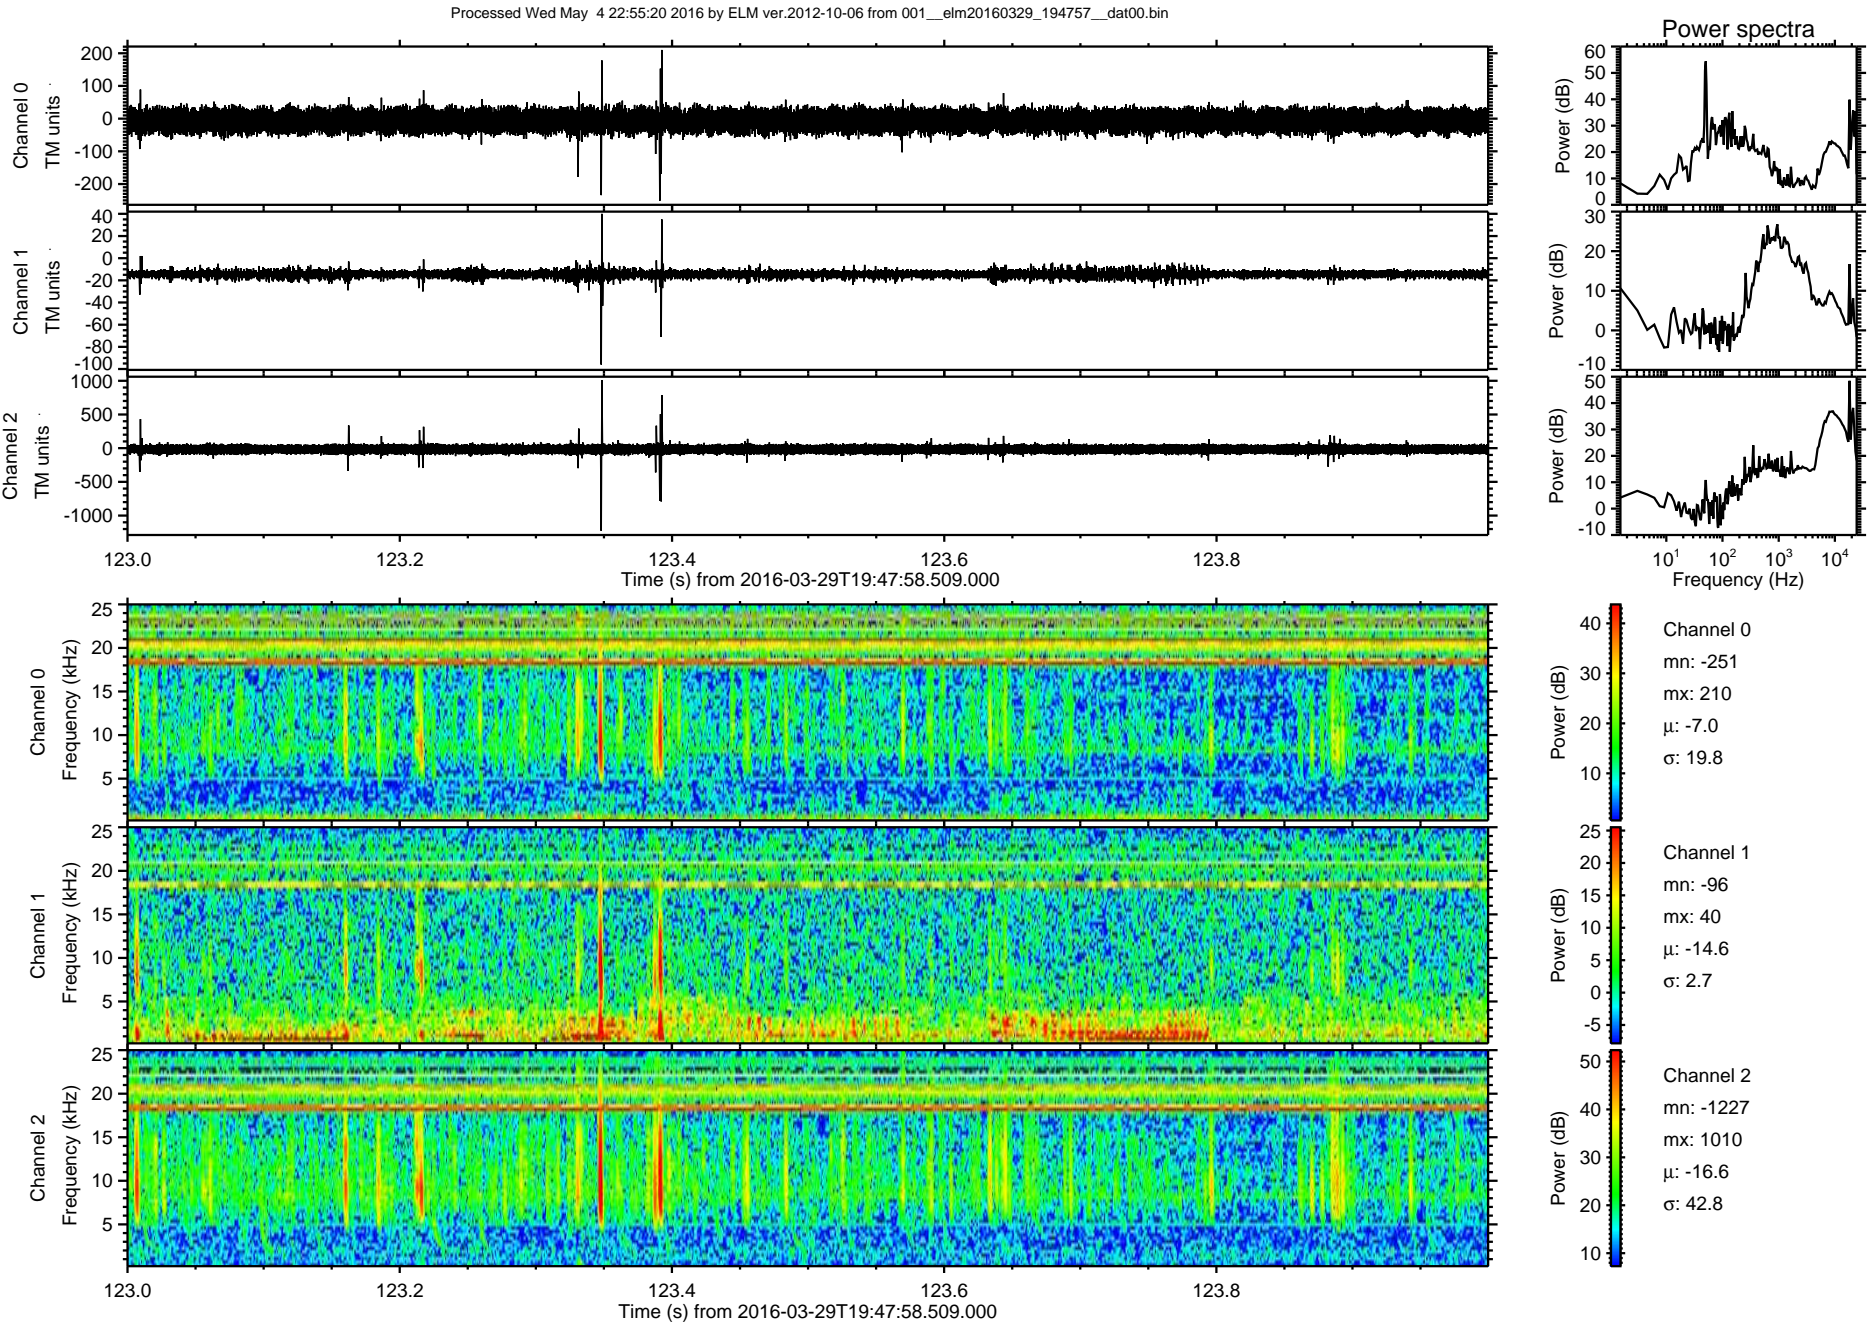 Processed Wed May  4 22:55:20 2016 by ELM ver.2012-10-06 from 001__elm20160329_194757__dat00.bin
Power spectra
Channel 0
TM units
200
100
0
-100
-200
Power (dB)
60
50
40
30
20
10
0
Channel 1
TM units
40
20
0
-20
-40
-60
-80
-100
Power (dB)
30
20
10
0
-10
Channel 2
TM units
1000
500
0
-500
-1000
Power (dB)
50
40
30
20
10
0
-10
123.0 123.2 123.4 123.6 123.8
Time (s) from 2016-03-29T19:47:58.509.000
10^1 10^2 10^3 10^4
Frequency (Hz)
Channel 0
Frequency (kHz)
25
20
15
10
5
Power (dB)
40
30
20
10
Channel 0
mn: -251
mx: 210
μ: -7.0
σ: 19.8
Channel 1
Frequency (kHz)
25
20
15
10
5
Power (dB)
25
20
15
10
5
0
-5
Channel 1
mn: -96
mx: 40
μ: -14.6
σ: 2.7
Channel 2
Frequency (kHz)
25
20
15
10
5
Power (dB)
50
40
30
20
10
Channel 2
mn: -1227
mx: 1010
μ: -16.6
σ: 42.8
123.0 123.2 123.4 123.6 123.8
Time (s) from 2016-03-29T19:47:58.509.000